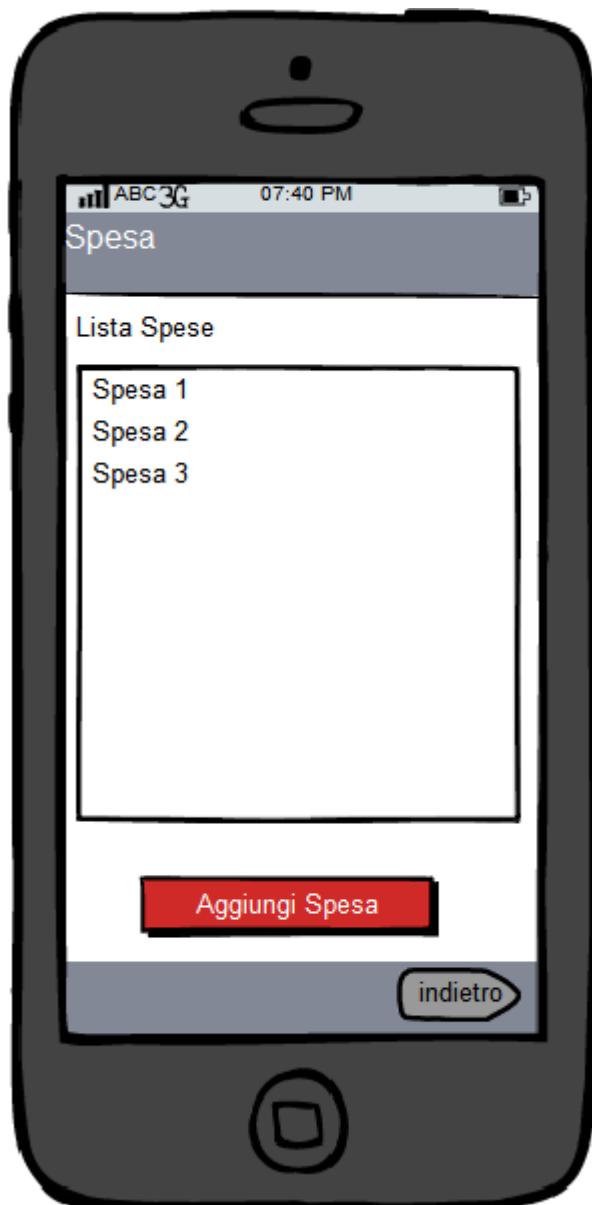 ABC 3G 07:40 PM
Spesa
Lista Spese
Spesa 1
Spesa 2
Spesa 3
Aggiungi Spesa
indietro